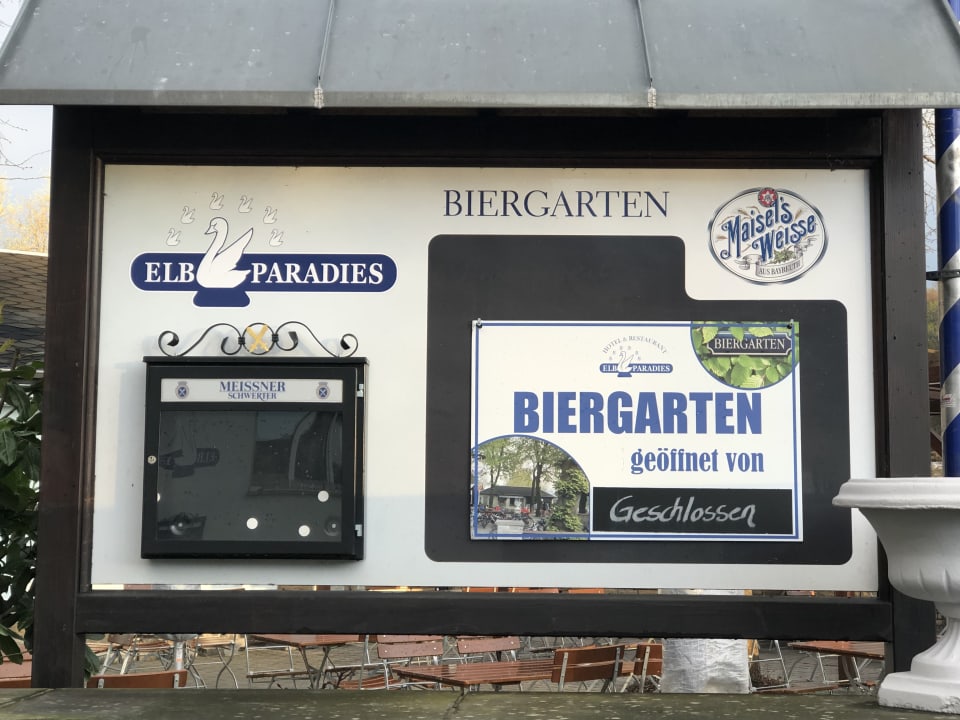 ELB PARADIES
BIERGARTEN
Maisel's
Weisse
AUS BAYREUTH
MEISSNER
SCHWERTER
HOTEL & RESTAURANT
ELB PARADIES
BIERGARTEN
BIERGARTEN
geöffnet von
Geschlossen